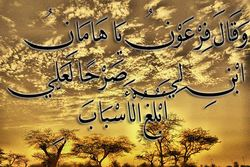 وَقَالَ فِرْعَوْنُ يَا هَامَانُ
ابْنِ لِي صَرْحًا لَعَلِّي
أَبْلُغُ الْأَسْبَابَ